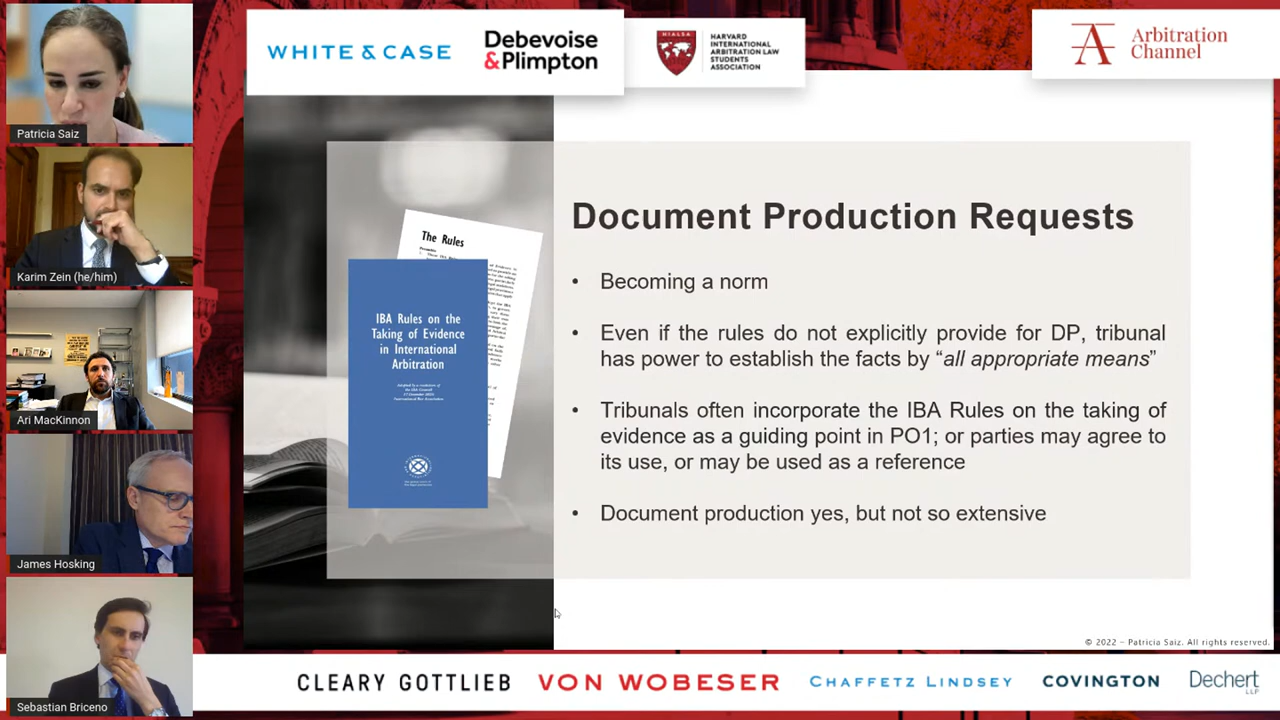 WHITE & CASE
Debevoise
&Plimpton
HIALSA
HARVARD
INTERNATIONAL
ARBITRATION LAW
STUDENTS
ASSOCIATION
Arbitration
Channel
Patricia Saiz
Karim Zein (he/him)
Ari MacKinnon
James Hosking
Sebastian Briceno
The Rules
IBA Rules on the
Taking of Evidence
in International
Arbitration
Document Production Requests
• Becoming a norm
• Even if the rules do not explicitly provide for DP, tribunal
has power to establish the facts by “all appropriate means”
• Tribunals often incorporate the IBA Rules on the taking of
evidence as a guiding point in PO1; or parties may agree to
its use, or may be used as a reference
• Document production yes, but not so extensive
© 2022 – Patricia Saiz. All rights reserved.
CLEARY GOTTLIEB
VON WOBESER
CHAFFETZ LINDSEY
COVINGTON
Dechert
LLP